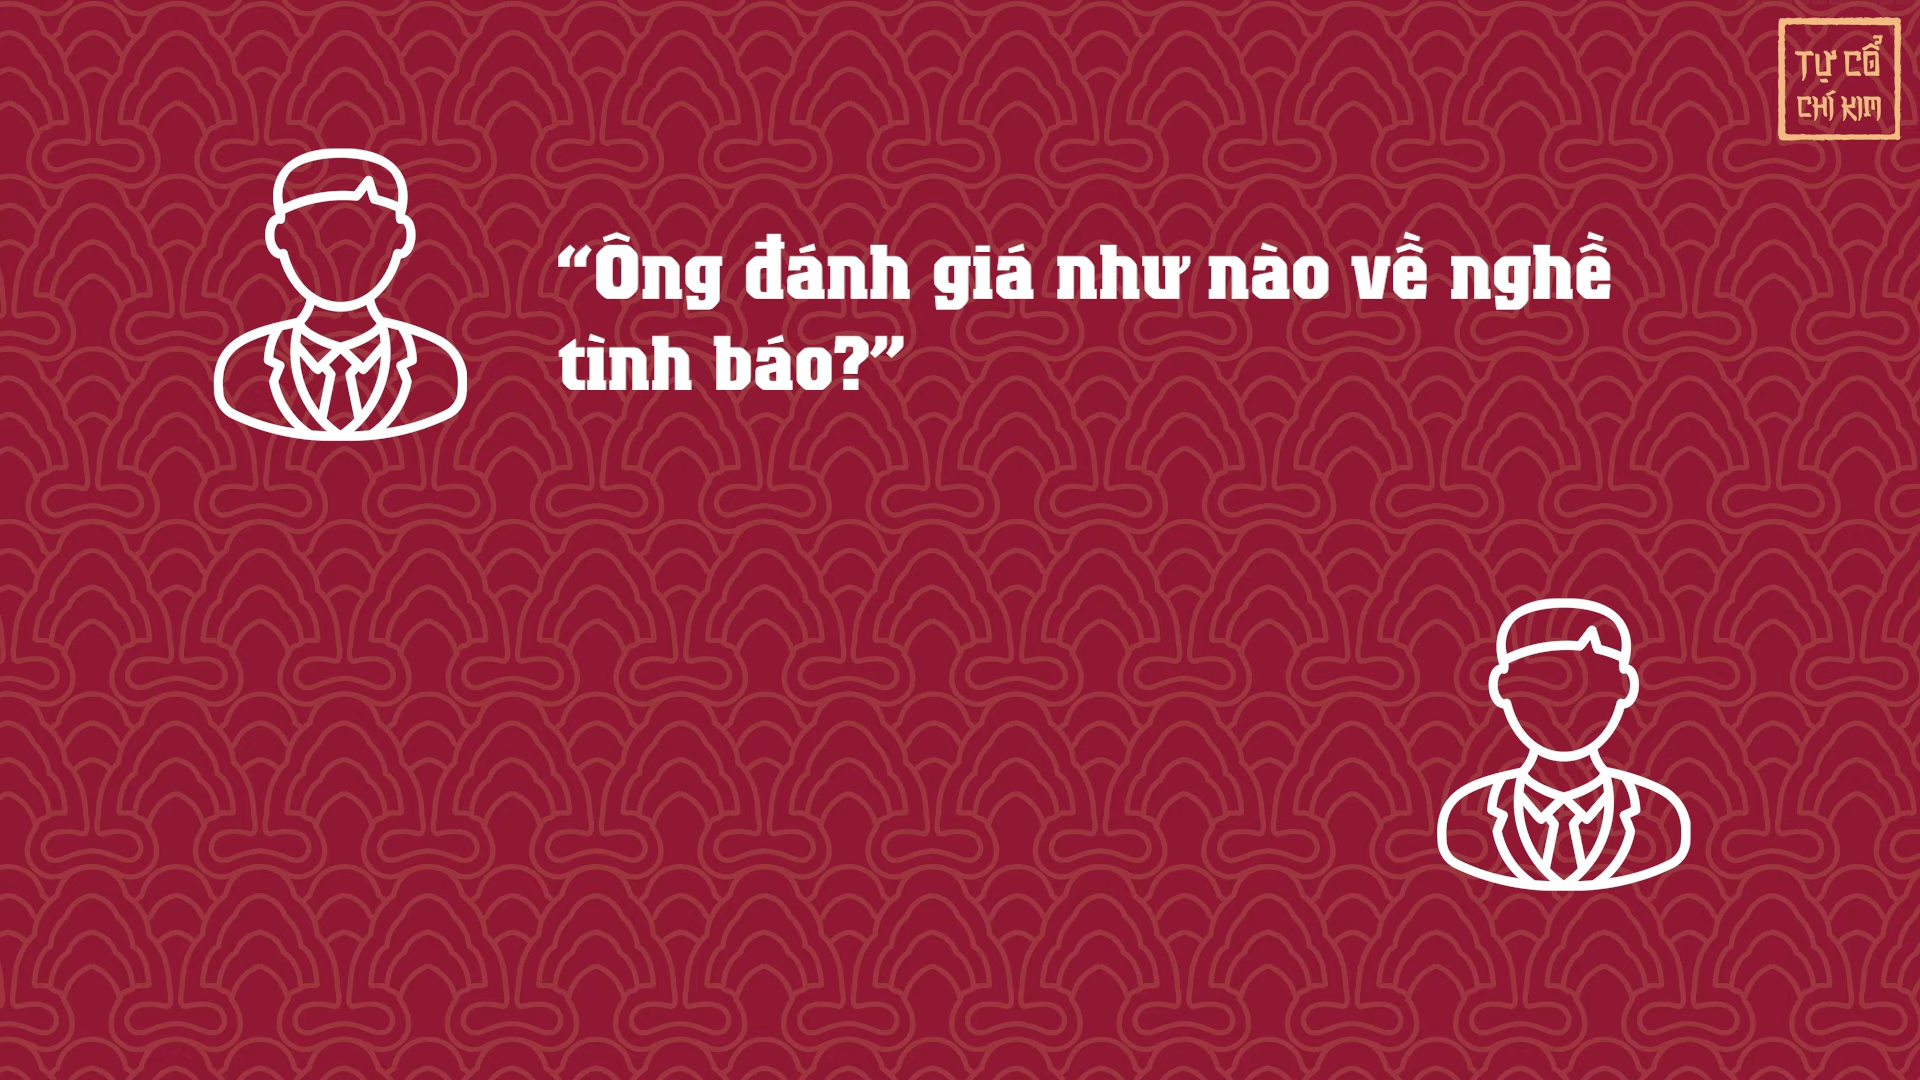 TỰ CỔ
CHÍ KIM
“Ông đánh giá như nào về nghề
tình báo?”